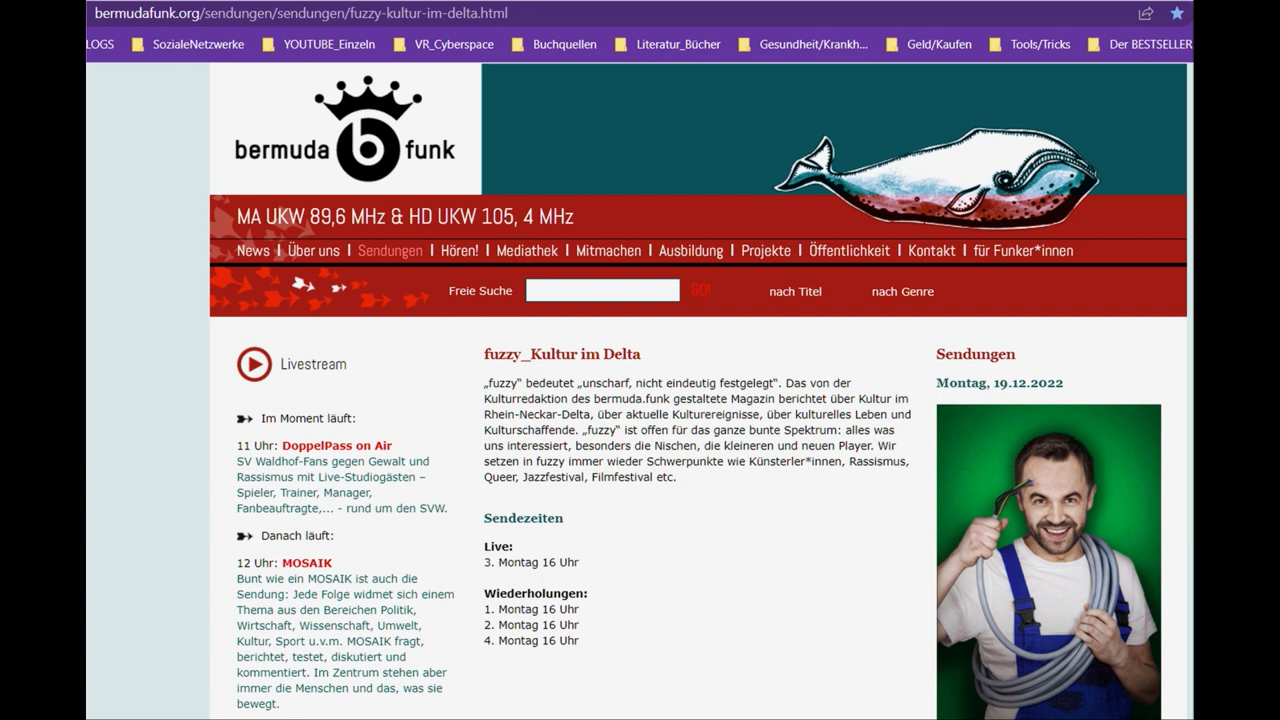 bermudafunk.org/sendungen/sendungen/fuzzy-kultur-im-delta.html
LOGS SozialeNetzwerke YOUTUBE_Einzeln VR_Cyberspace Buchquellen Literatur_Bücher Gesundheit/Krankh... Geld/Kaufen Tools/Tricks Der BESTSELLER
bermuda b funk
MA UKW 89,6 MHz & HD UKW 105, 4 MHz
News | Über uns | Sendungen | Hören! | Mediathek | Mitmachen | Ausbildung | Projekte | Öffentlichkeit | Kontakt | für Funker*innen
Freie Suche GO! nach Titel nach Genre
Livestream
Im Moment läuft:
11 Uhr: DoppelPass on Air
SV Waldhof-Fans gegen Gewalt und
Rassismus mit Live-Studiogästen –
Spieler, Trainer, Manager,
Fanbeauftragte,... - rund um den SVW.
Danach läuft:
12 Uhr: MOSAIK
Bunt wie ein MOSAIK ist auch die
Sendung: Jede Folge widmet sich einem
Thema aus den Bereichen Politik,
Wirtschaft, Wissenschaft, Umwelt,
Kultur, Sport u.v.m. MOSAIK fragt,
berichtet, testet, diskutiert und
kommentiert. Im Zentrum stehen aber
immer die Menschen und das, was sie
bewegt.
fuzzy_Kultur im Delta
„fuzzy“ bedeutet „unscharf, nicht eindeutig festgelegt“. Das von der
Kulturredaktion des bermuda.funk gestaltete Magazin berichtet über Kultur im
Rhein-Neckar-Delta, über aktuelle Kulturereignisse, über kulturelles Leben und
Kulturschaffende. „fuzzy“ ist offen für das ganze bunte Spektrum: alles was
uns interessiert, besonders die Nischen, die kleineren und neuen Player. Wir
setzen in fuzzy immer wieder Schwerpunkte wie Künstler*innen, Rassismus,
Queer, Jazzfestival, Filmfestival etc.
Sendezeiten
Live:
3. Montag 16 Uhr
Wiederholungen:
1. Montag 16 Uhr
2. Montag 16 Uhr
4. Montag 16 Uhr
Sendungen
Montag, 19.12.2022